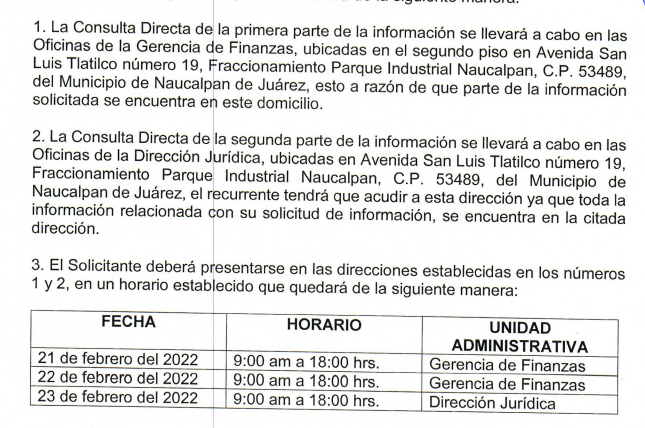 siguiente manera:
1. La Consulta Directa de la primera parte de la información se llevará a cabo en las
Oficinas de la Gerencia de Finanzas, ubicadas en el segundo piso en Avenida San
Luis Tlatilco número 19, Fraccionamiento Parque Industrial Naucalpan, C.P. 53489,
del Municipio de Naucalpan de Juárez, esto a razón de que parte de la información
solicitada se encuentra en este domicilio.
2. La Consulta Directa de la segunda parte de la información se llevará a cabo en las
Oficinas de la Dirección Jurídica, ubicadas en Avenida San Luis Tlatilco número 19,
Fraccionamiento Parque Industrial Naucalpan, C.P. 53489, del Municipio de
Naucalpan de Juárez, el recurrente tendrá que acudir a esta dirección ya que toda la
información relacionada con su solicitud de información, se encuentra en la citada
dirección.
3. El Solicitante deberá presentarse en las direcciones establecidas en los números
1 y 2, en un horario establecido que quedará de la siguiente manera:
FECHA HORARIO UNIDAD
ADMINISTRATIVA
21 de febrero del 2022 9:00 am a 18:00 hrs. Gerencia de Finanzas
22 de febrero del 2022 9:00 am a 18:00 hrs. Gerencia de Finanzas
23 de febrero del 2022 9:00 am a 18:00 hrs. Dirección Jurídica